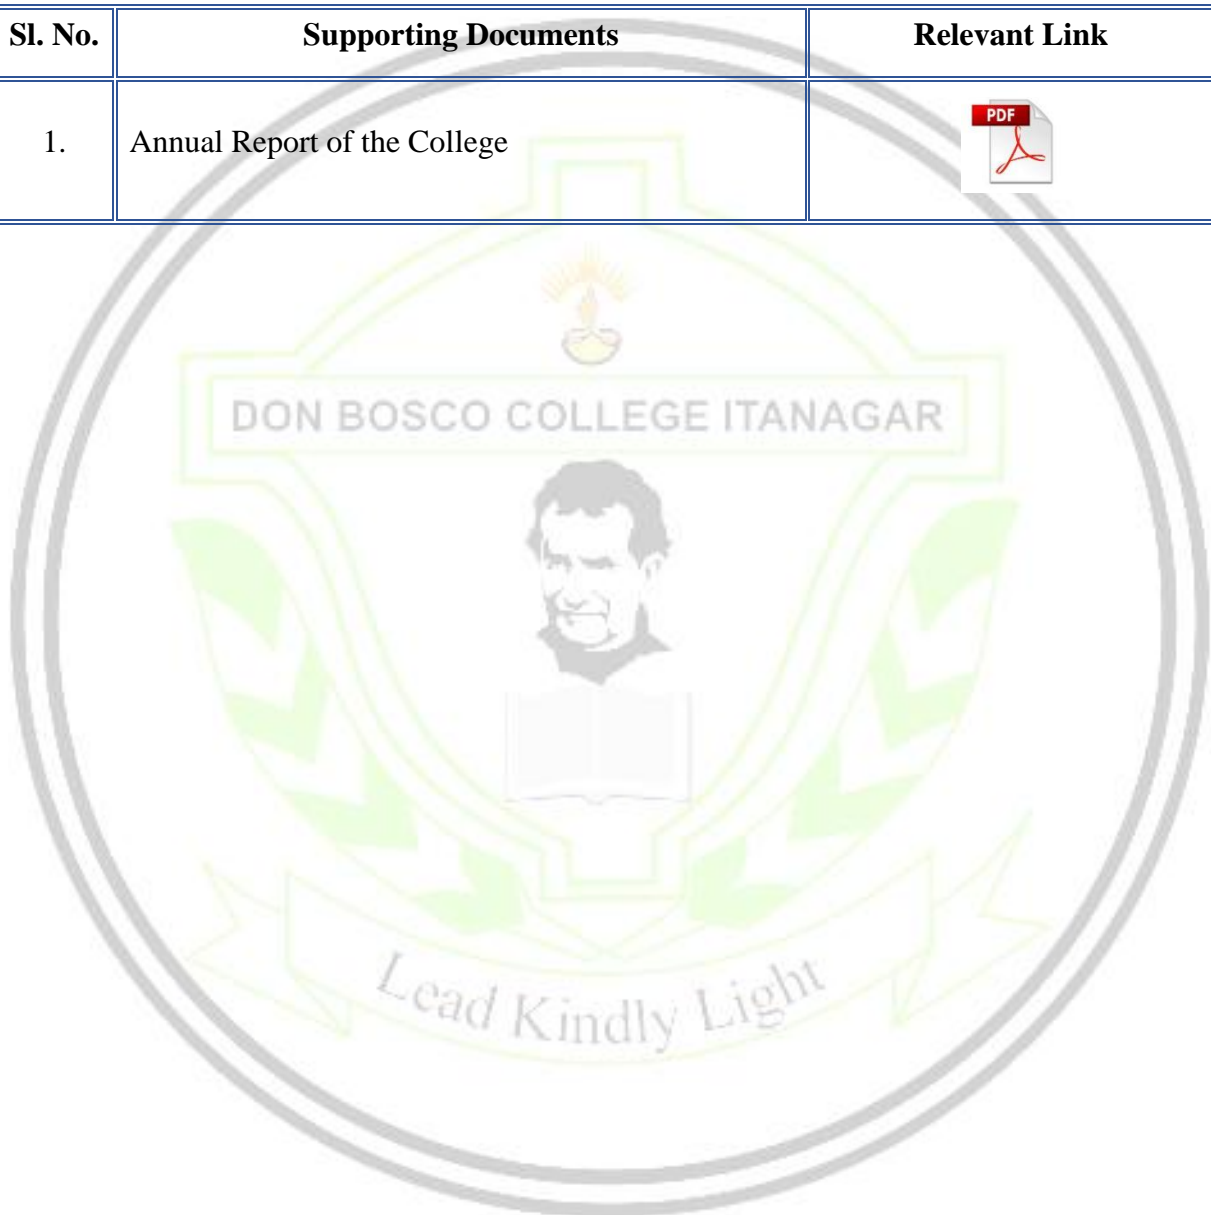 Sl. No. Supporting Documents Relevant Link
1. Annual Report of the College PDF
DON BOSCO COLLEGE ITANAGAR
Lead Kindly Light